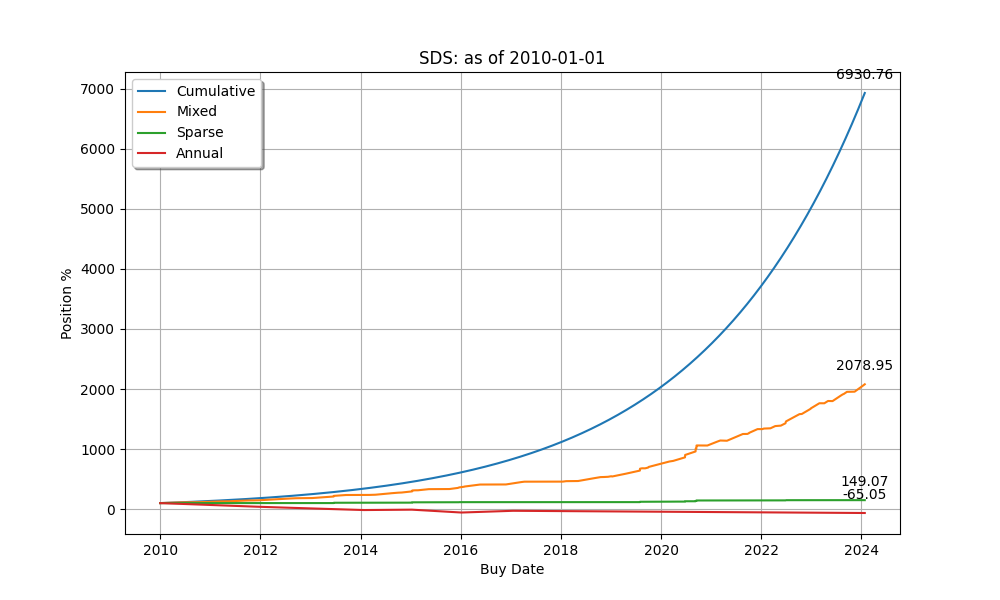 SDS: as of 2010-01-01
6930.76
7000
Cumulative
Mixed
Sparse
Annual
6000
5000
4000
Position %
3000
2078.95
2000
1000
149.07
-65.05
0
2010 2012 2014 2016 2018 2020 2022 2024
Buy Date